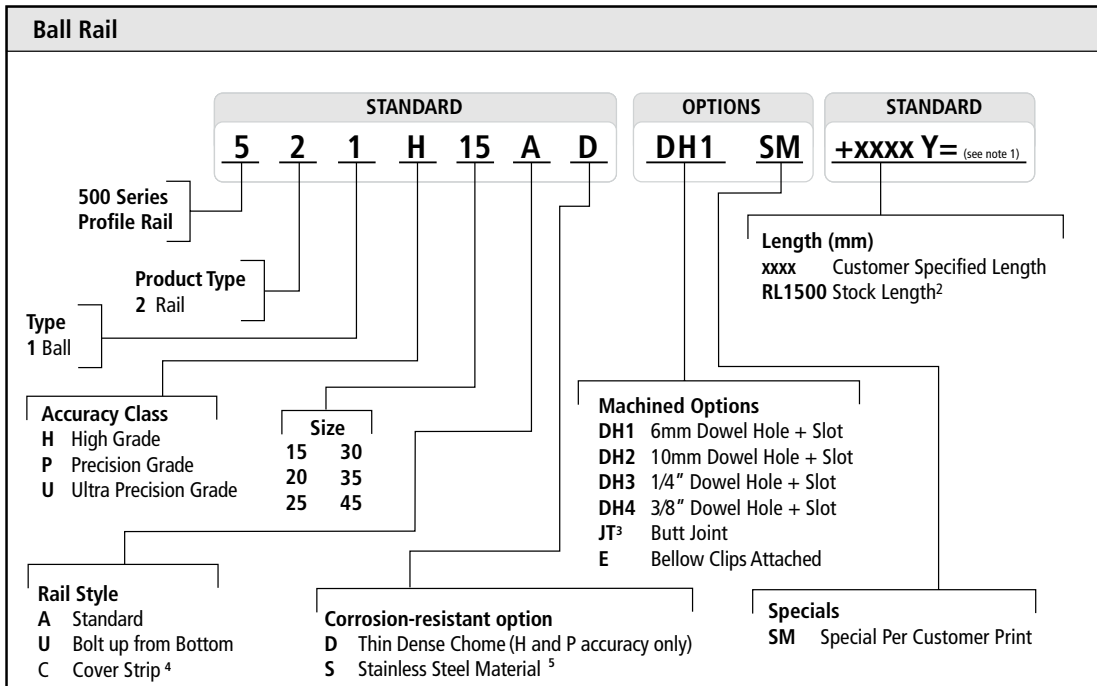 Ball Rail
STANDARD OPTIONS STANDARD
5 2 1 H 15 A D DH1 SM +xxxx Y= (see note 1)
500 Series
Profile Rail
Product Type
2 Rail
Type
1 Ball
Length (mm)
xxxx Customer Specified Length
RL1500 Stock Length²
Accuracy Class
H High Grade
P Precision Grade
U Ultra Precision Grade
Size
15 30
20 35
25 45
Machined Options
DH1 6mm Dowel Hole + Slot
DH2 10mm Dowel Hole + Slot
DH3 1/4" Dowel Hole + Slot
DH4 3/8" Dowel Hole + Slot
JT³ Butt Joint
E Bellow Clips Attached
Rail Style
A Standard
U Bolt up from Bottom
C Cover Strip ⁴
Corrosion-resistant option
D Thin Dense Chome (H and P accuracy only)
S Stainless Steel Material ⁵
Specials
SM Special Per Customer Print